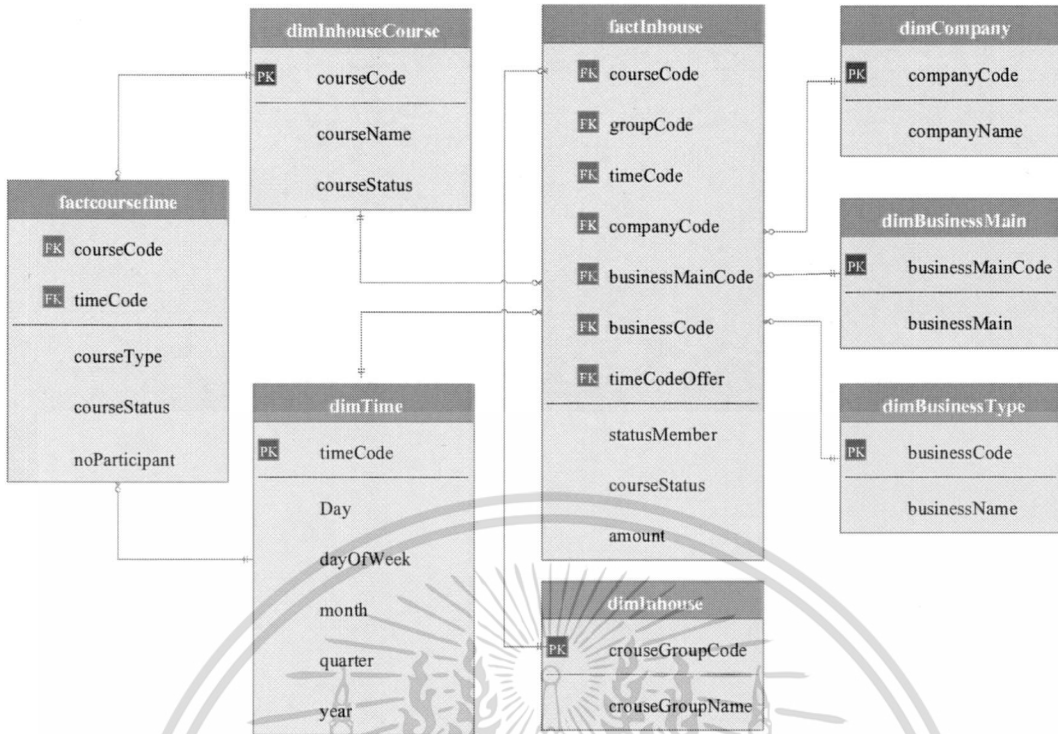 dimInhouseCourse
PK courseCode
courseName
courseStatus
factcoursetime
FK courseCode
FK timeCode
courseType
courseStatus
noParticipant
dimTime
PK timeCode
Day
dayOfWeek
month
quarter
year
factInhouse
FK courseCode
FK groupCode
FK timeCode
FK companyCode
FK businessMainCode
FK businessCode
FK timeCodeOffer
statusMember
courseStatus
amount
dimInhouse
PK crouseGroupCode
crouseGroupName
dimCompany
PK companyCode
companyName
dimBusinessMain
PK businessMainCode
businessMain
dimBusinessType
PK businessCode
businessName